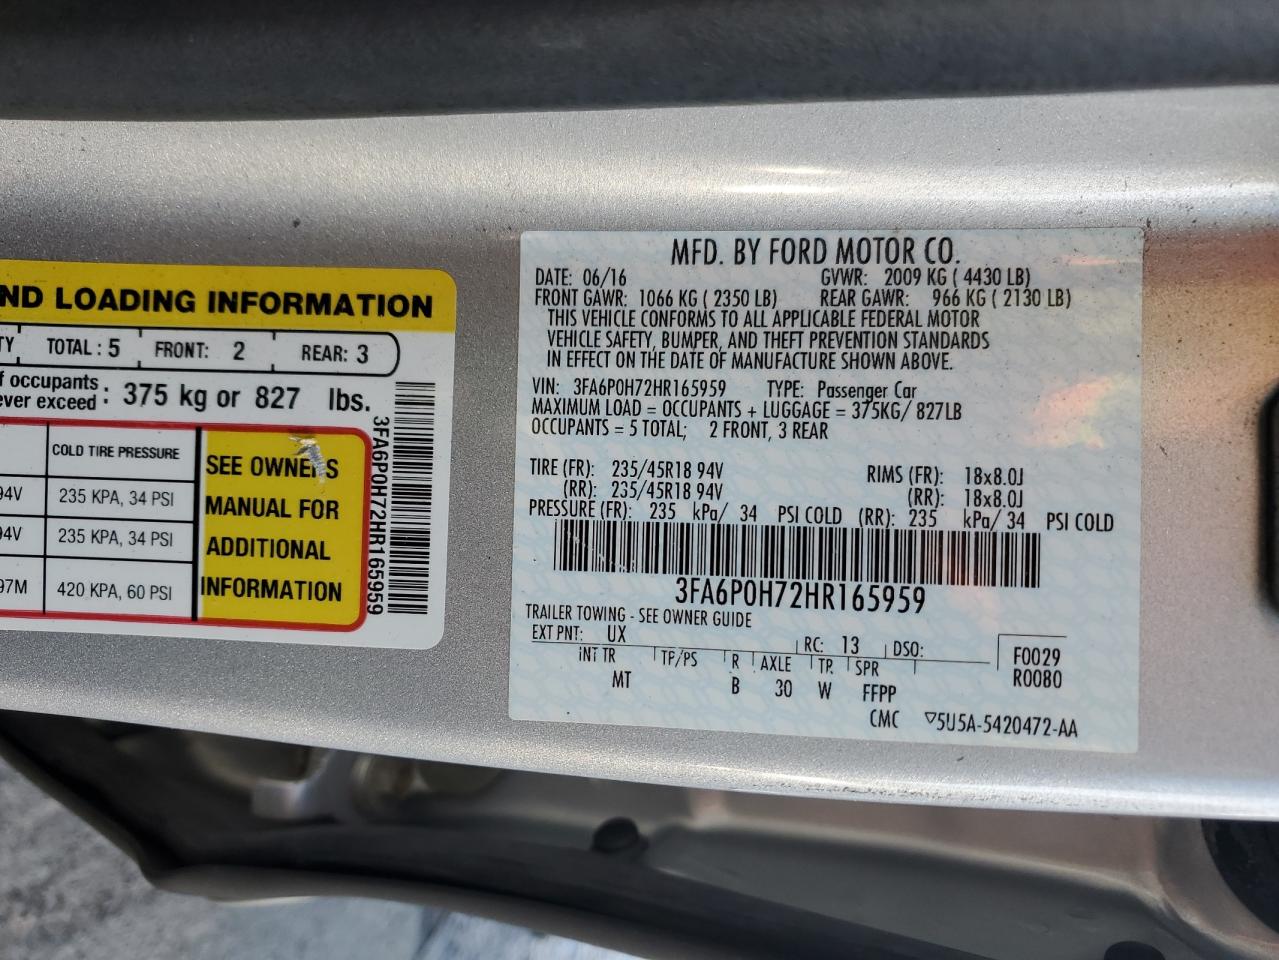 ND LOADING INFORMATION
TY TOTAL: 5 FRONT: 2 REAR: 3
f occupants
ever exceed : 375 kg or 827 lbs.
COLD TIRE PRESSURE
94V 235 KPA, 34 PSI
94V 235 KPA, 34 PSI
97M 420 KPA, 60 PSI
SEE OWNERS
MANUAL FOR
ADDITIONAL
INFORMATION
3FA6P0H72HR165959
MFD. BY FORD MOTOR CO.
DATE: 06/16 GVWR: 2009 KG ( 4430 LB)
FRONT GAWR: 1066 KG ( 2350 LB) REAR GAWR: 966 KG ( 2130 LB)
THIS VEHICLE CONFORMS TO ALL APPLICABLE FEDERAL MOTOR
VEHICLE SAFETY, BUMPER, AND THEFT PREVENTION STANDARDS
IN EFFECT ON THE DATE OF MANUFACTURE SHOWN ABOVE.
VIN: 3FA6P0H72HR165959 TYPE: Passenger Car
MAXIMUM LOAD = OCCUPANTS + LUGGAGE = 375KG/ 827LB
OCCUPANTS = 5 TOTAL; 2 FRONT, 3 REAR
TIRE (FR): 235/45R18 94V RIMS (FR): 18x8.0J
(RR): 235/45R18 94V (RR): 18x8.0J
PRESSURE (FR): 235 kPa/ 34 PSI COLD (RR): 235 kPa/ 34 PSI COLD
3FA6P0H72HR165959
TRAILER TOWING - SEE OWNER GUIDE
EXT PNT: UX RC: 13 DSO:
INT TR TP/PS R AXLE TR SPR F0029
MT B 30 W FFPP R0080
CMC ▽5U5A-5420472-AA